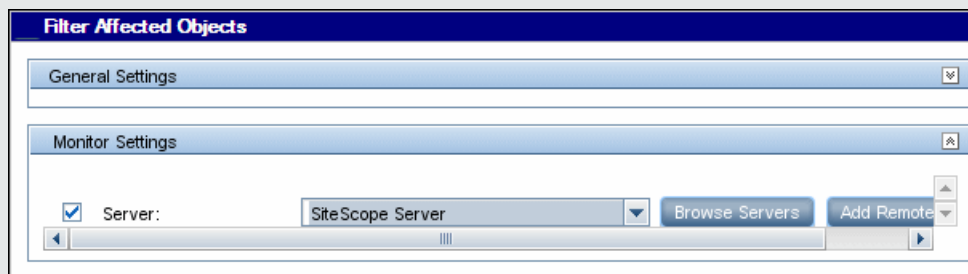 Filter Affected Objects
General Settings
Monitor Settings
Server: SiteScope Server Browse Servers Add Remote